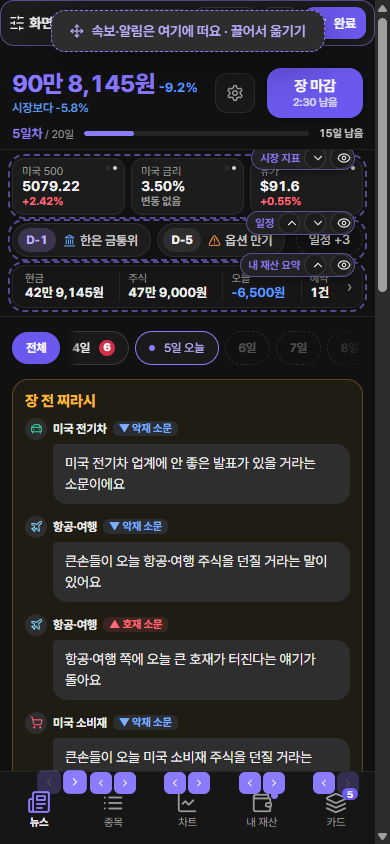 화면
속보·알림은 여기에 떠요 · 끌어서 옮기기
완료
90만 8,145원 -9.2%
시장보다 -5.8%
장 마감
2:30 남음
5일차 / 20일
15일 남음
시장 지표
미국 500
5079.22
+2.42%
미국 금리
3.50%
변동 없음
유가
$91.6
+0.55%
일정
D-1 한은 금통위
D-5 옵션 만기
일정 +3
내 재산 요약
현금
42만 9,145원
주식
47만 9,000원
오늘
-6,500원
1건
전체
4일 6
5일 오늘
6일
7일
8일
장 전 찌라시
미국 전기차 ▼ 악재 소문
미국 전기차 업계에 안 좋은 발표가 있을 거라는
소문이에요
항공·여행 ▼ 악재 소문
큰손들이 오늘 항공·여행 주식을 던질 거라는 말이
있어요
항공·여행 ▲ 호재 소문
항공·여행 쪽에 오늘 큰 호재가 터진다는 얘기가
돌아요
미국 소비재 ▼ 악재 소문
큰손들이 오늘 미국 소비재 주식을 던질 거라는
뉴스
종목
차트
내 재산
카드
5